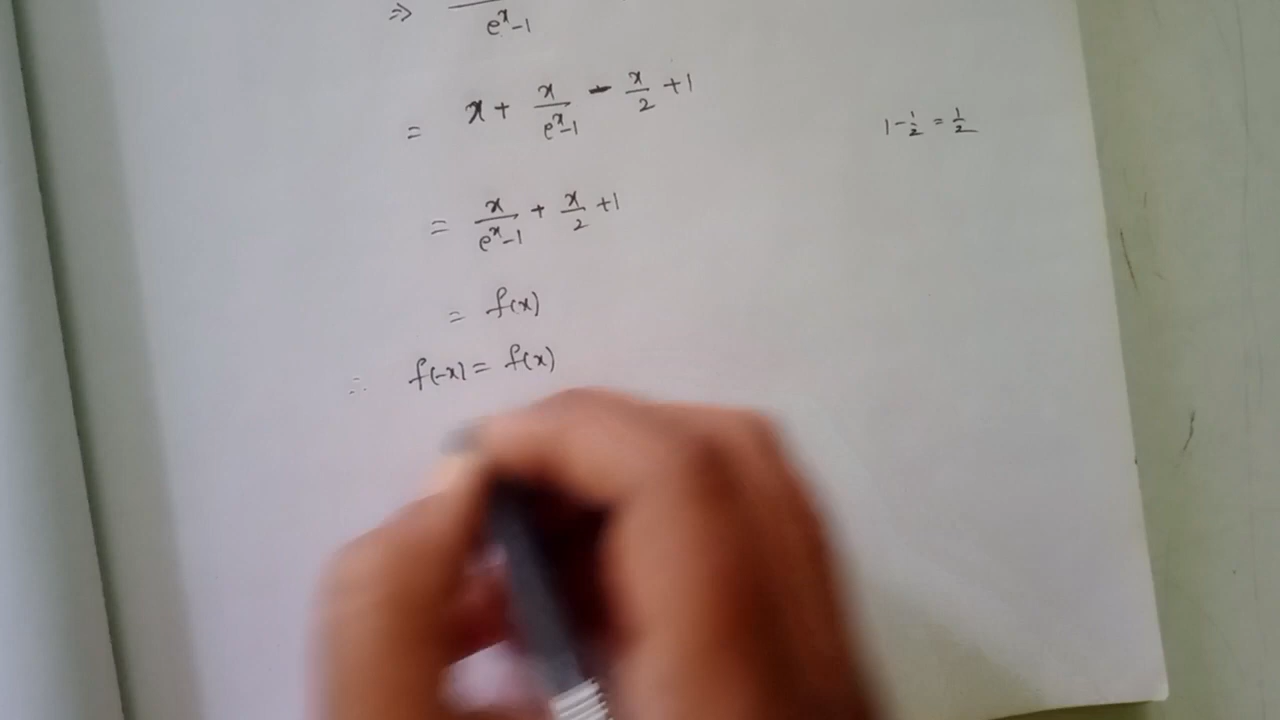 ⇒ ─── e^x-1
= x + x/(e^x-1) - x/2 + 1
1 - 1/2 = 1/2
= x/(e^x-1) + x/2 + 1
= f(x)
∴ f(-x) = f(x)